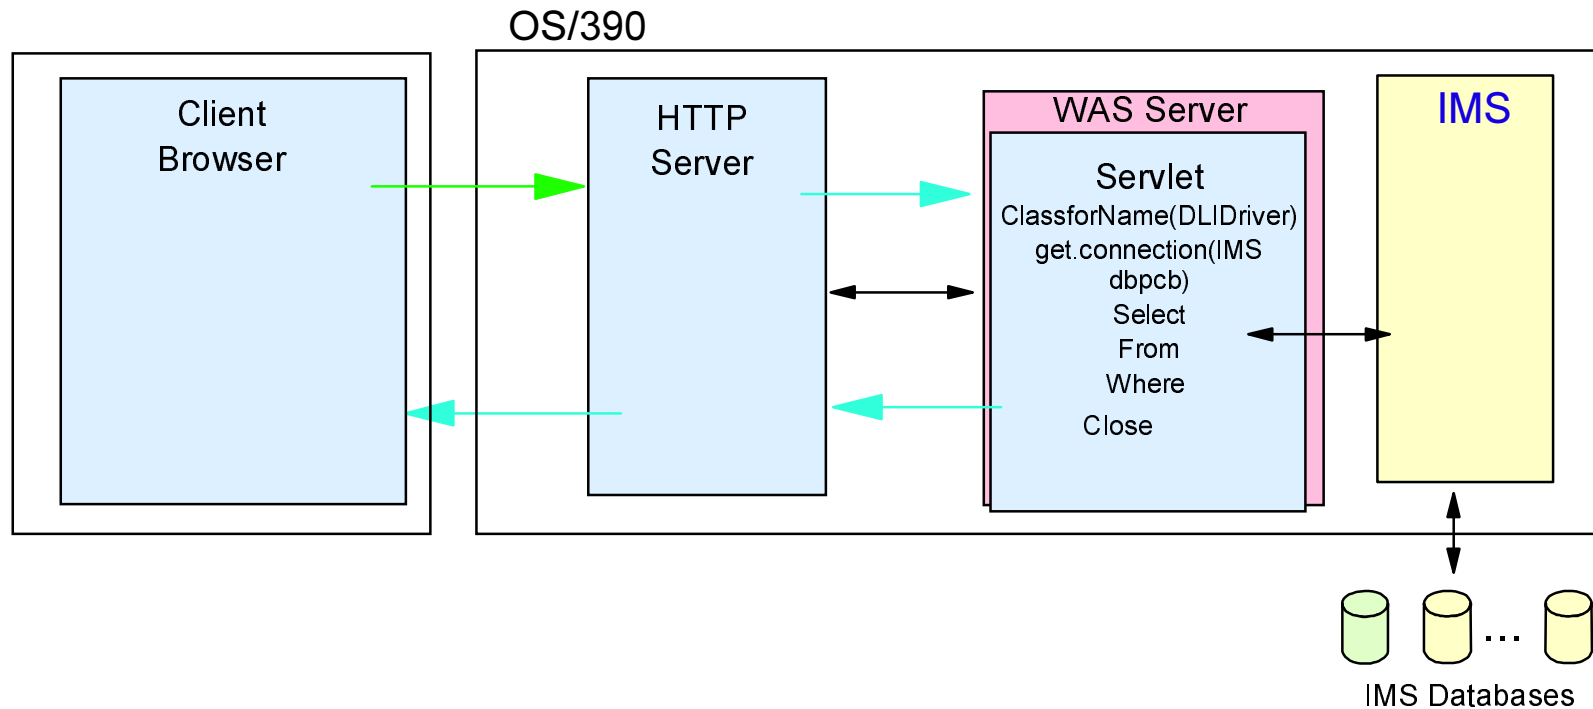 OS/390
Client
Browser
HTTP
Server
WAS Server
Servlet
ClassforName(DLIDriver)
get.connection(IMS
dbpcb)
Select
From
Where
Close
IMS
...
IMS Databases